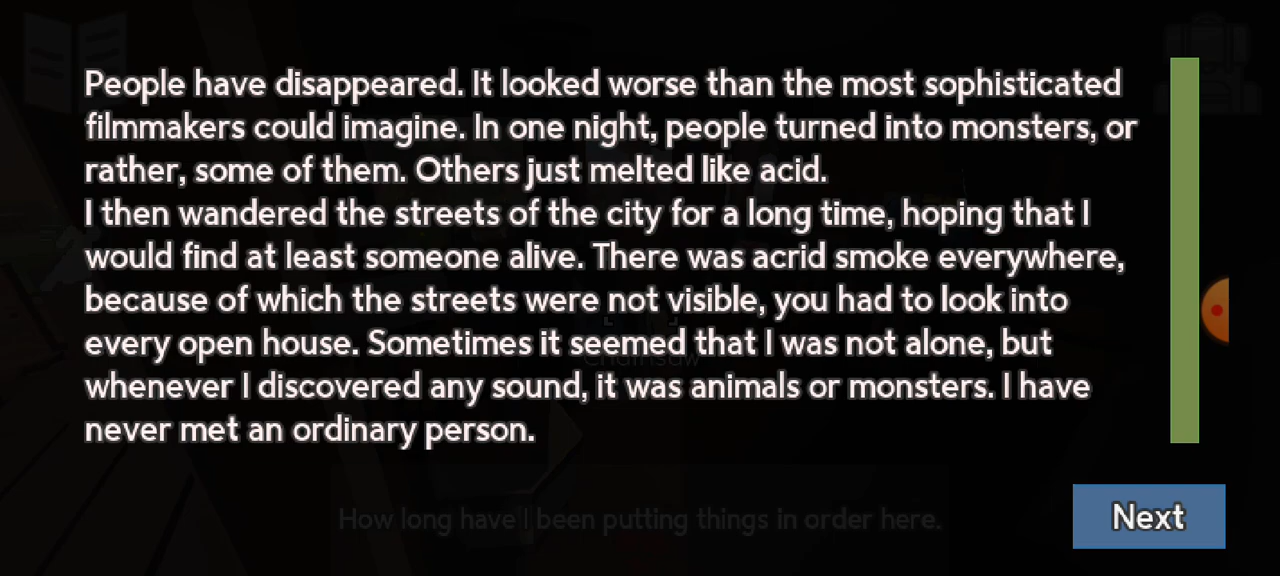 People have disappeared. It looked worse than the most sophisticated
filmmakers could imagine. In one night, people turned into monsters, or
rather, some of them. Others just melted like acid.
I then wandered the streets of the city for a long time, hoping that I
would find at least someone alive. There was acrid smoke everywhere,
because of which the streets were not visible, you had to look into
every open house. Sometimes it seemed that I was not alone, but
Chainsaw
whenever I discovered any sound, it was animals or monsters. I have
never met an ordinary person.
How long have I been putting things in order here.
Next